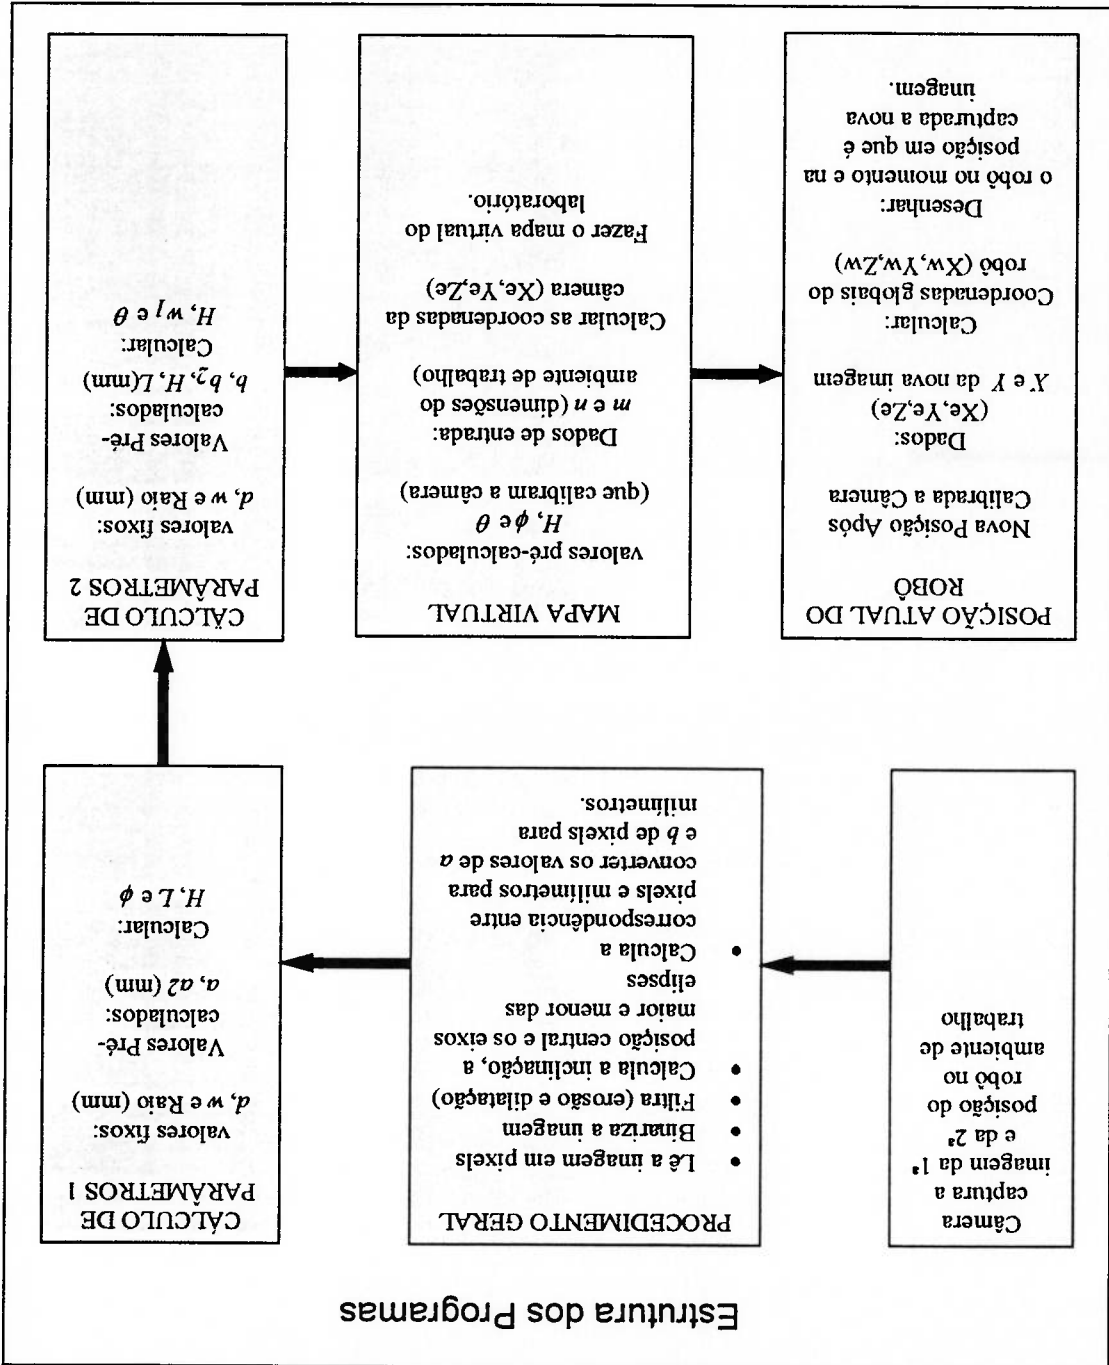 Estrutura dos Programas
Câmera
captura a
imagem da 1ª
e da 2ª
posição do
robô no
ambiente de
trabalho
PROCEDIMENTO GERAL
• Lê a imagem em pixels
• Binariza a imagem
• Filtra (erosão e dilatação)
• Calcula a inclinação, a
posição central e os eixos
maior e menor das
elipses
• Calcula a
correspondência entre
pixels e milímetros para
converter os valores de a
e b de pixels para
milímetros.
CÁLCULO DE
PARÂMETROS 1
valores fixos:
d, w e Raio (mm)
Valores Pré-
calculados:
a, a2 (mm)
Calcular:
H, L e ϕ
CÁLCULO DE
PARÂMETROS 2
valores fixos:
d, w e Raio (mm)
Valores Pré-
calculados:
b, b2, H, L(mm)
Calcular:
H, w1 e θ
MAPA VIRTUAL
valores pré-calculados:
H, ϕ e θ
(que calibram a câmera)
Dados de entrada:
m e n (dimensões do
ambiente de trabalho)
Calcular as coordenadas da
câmera (Xe,Ye,Ze)
Fazer o mapa virtual do
laboratório.
POSIÇÃO ATUAL DO
ROBÔ
Nova Posição Após
Calibrada a Câmera
Dados:
(Xe,Ye,Ze)
X e Y da nova imagem
Calcular:
Coordenadas globais do
robô (Xw,Yw,Zw)
Desenhar:
o robô no momento e na
posição em que é
capturada a nova
imagem.